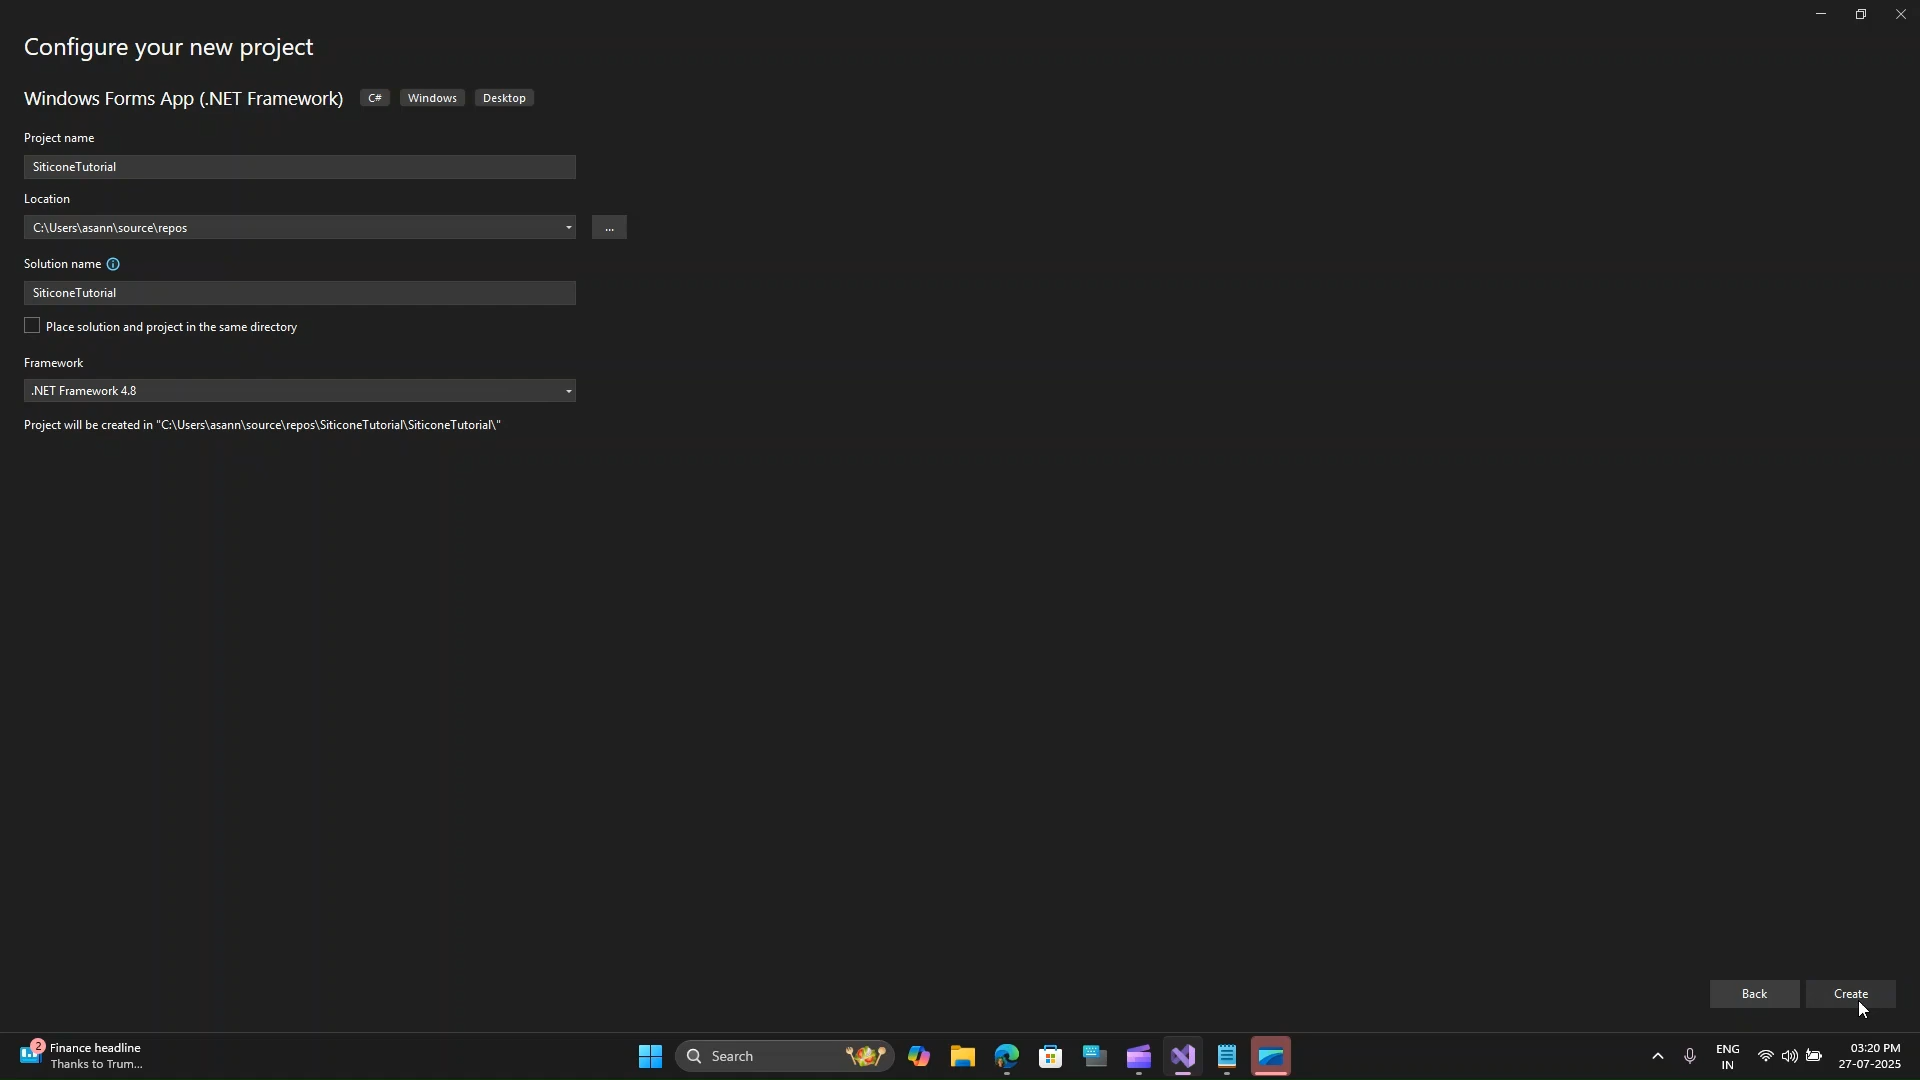 Configure your new project
Windows Forms App (.NET Framework) C# Windows Desktop
Project name
SiticoneTutorial
Location
C:\Users\asann\source\repos
...
Solution name
SiticoneTutorial
Place solution and project in the same directory
Framework
.NET Framework 4.8
Project will be created in "C:\Users\asann\source\repos\SiticoneTutorial\SiticoneTutorial\"
Back Create
2
Finance headline
Thanks to Trum...
Search
ENG
IN
03:20 PM
27-07-2025